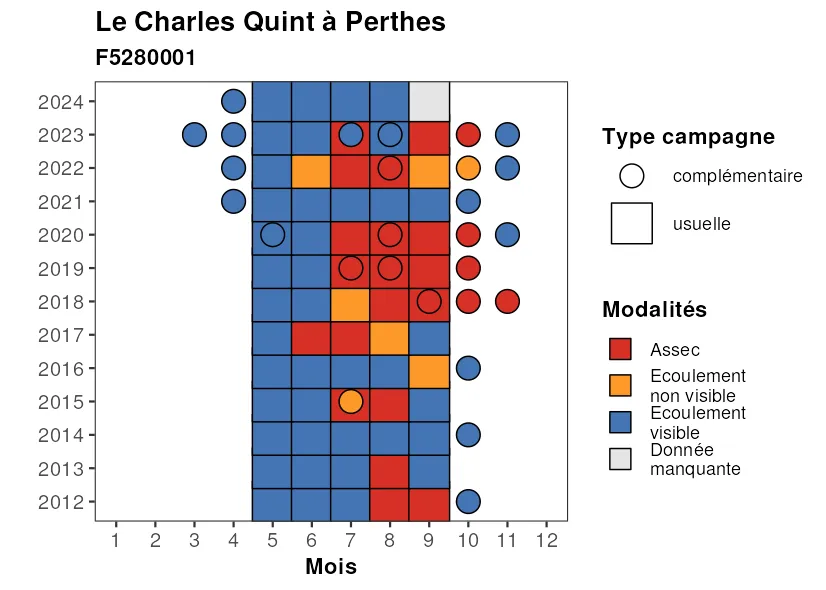 Le Charles Quint à Perthes
F5280001
2024
2023
2022
2021
2020
2019
2018
2017
2016
2015
2014
2013
2012
1 2 3 4 5 6 7 8 9 10 11 12
Mois
Type campagne
complémentaire
usuelle
Modalités
Assec
Ecoulement
non visible
Ecoulement
visible
Donnée
manquante